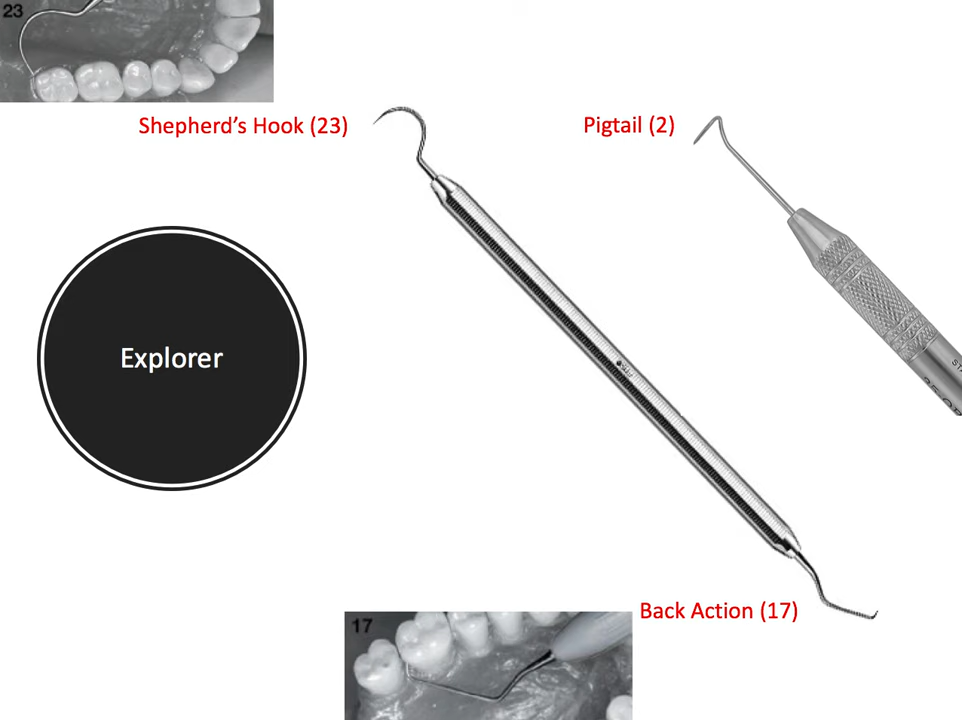 23
Shepherd's Hook (23)
Pigtail (2)
Explorer
Back Action (17)
17